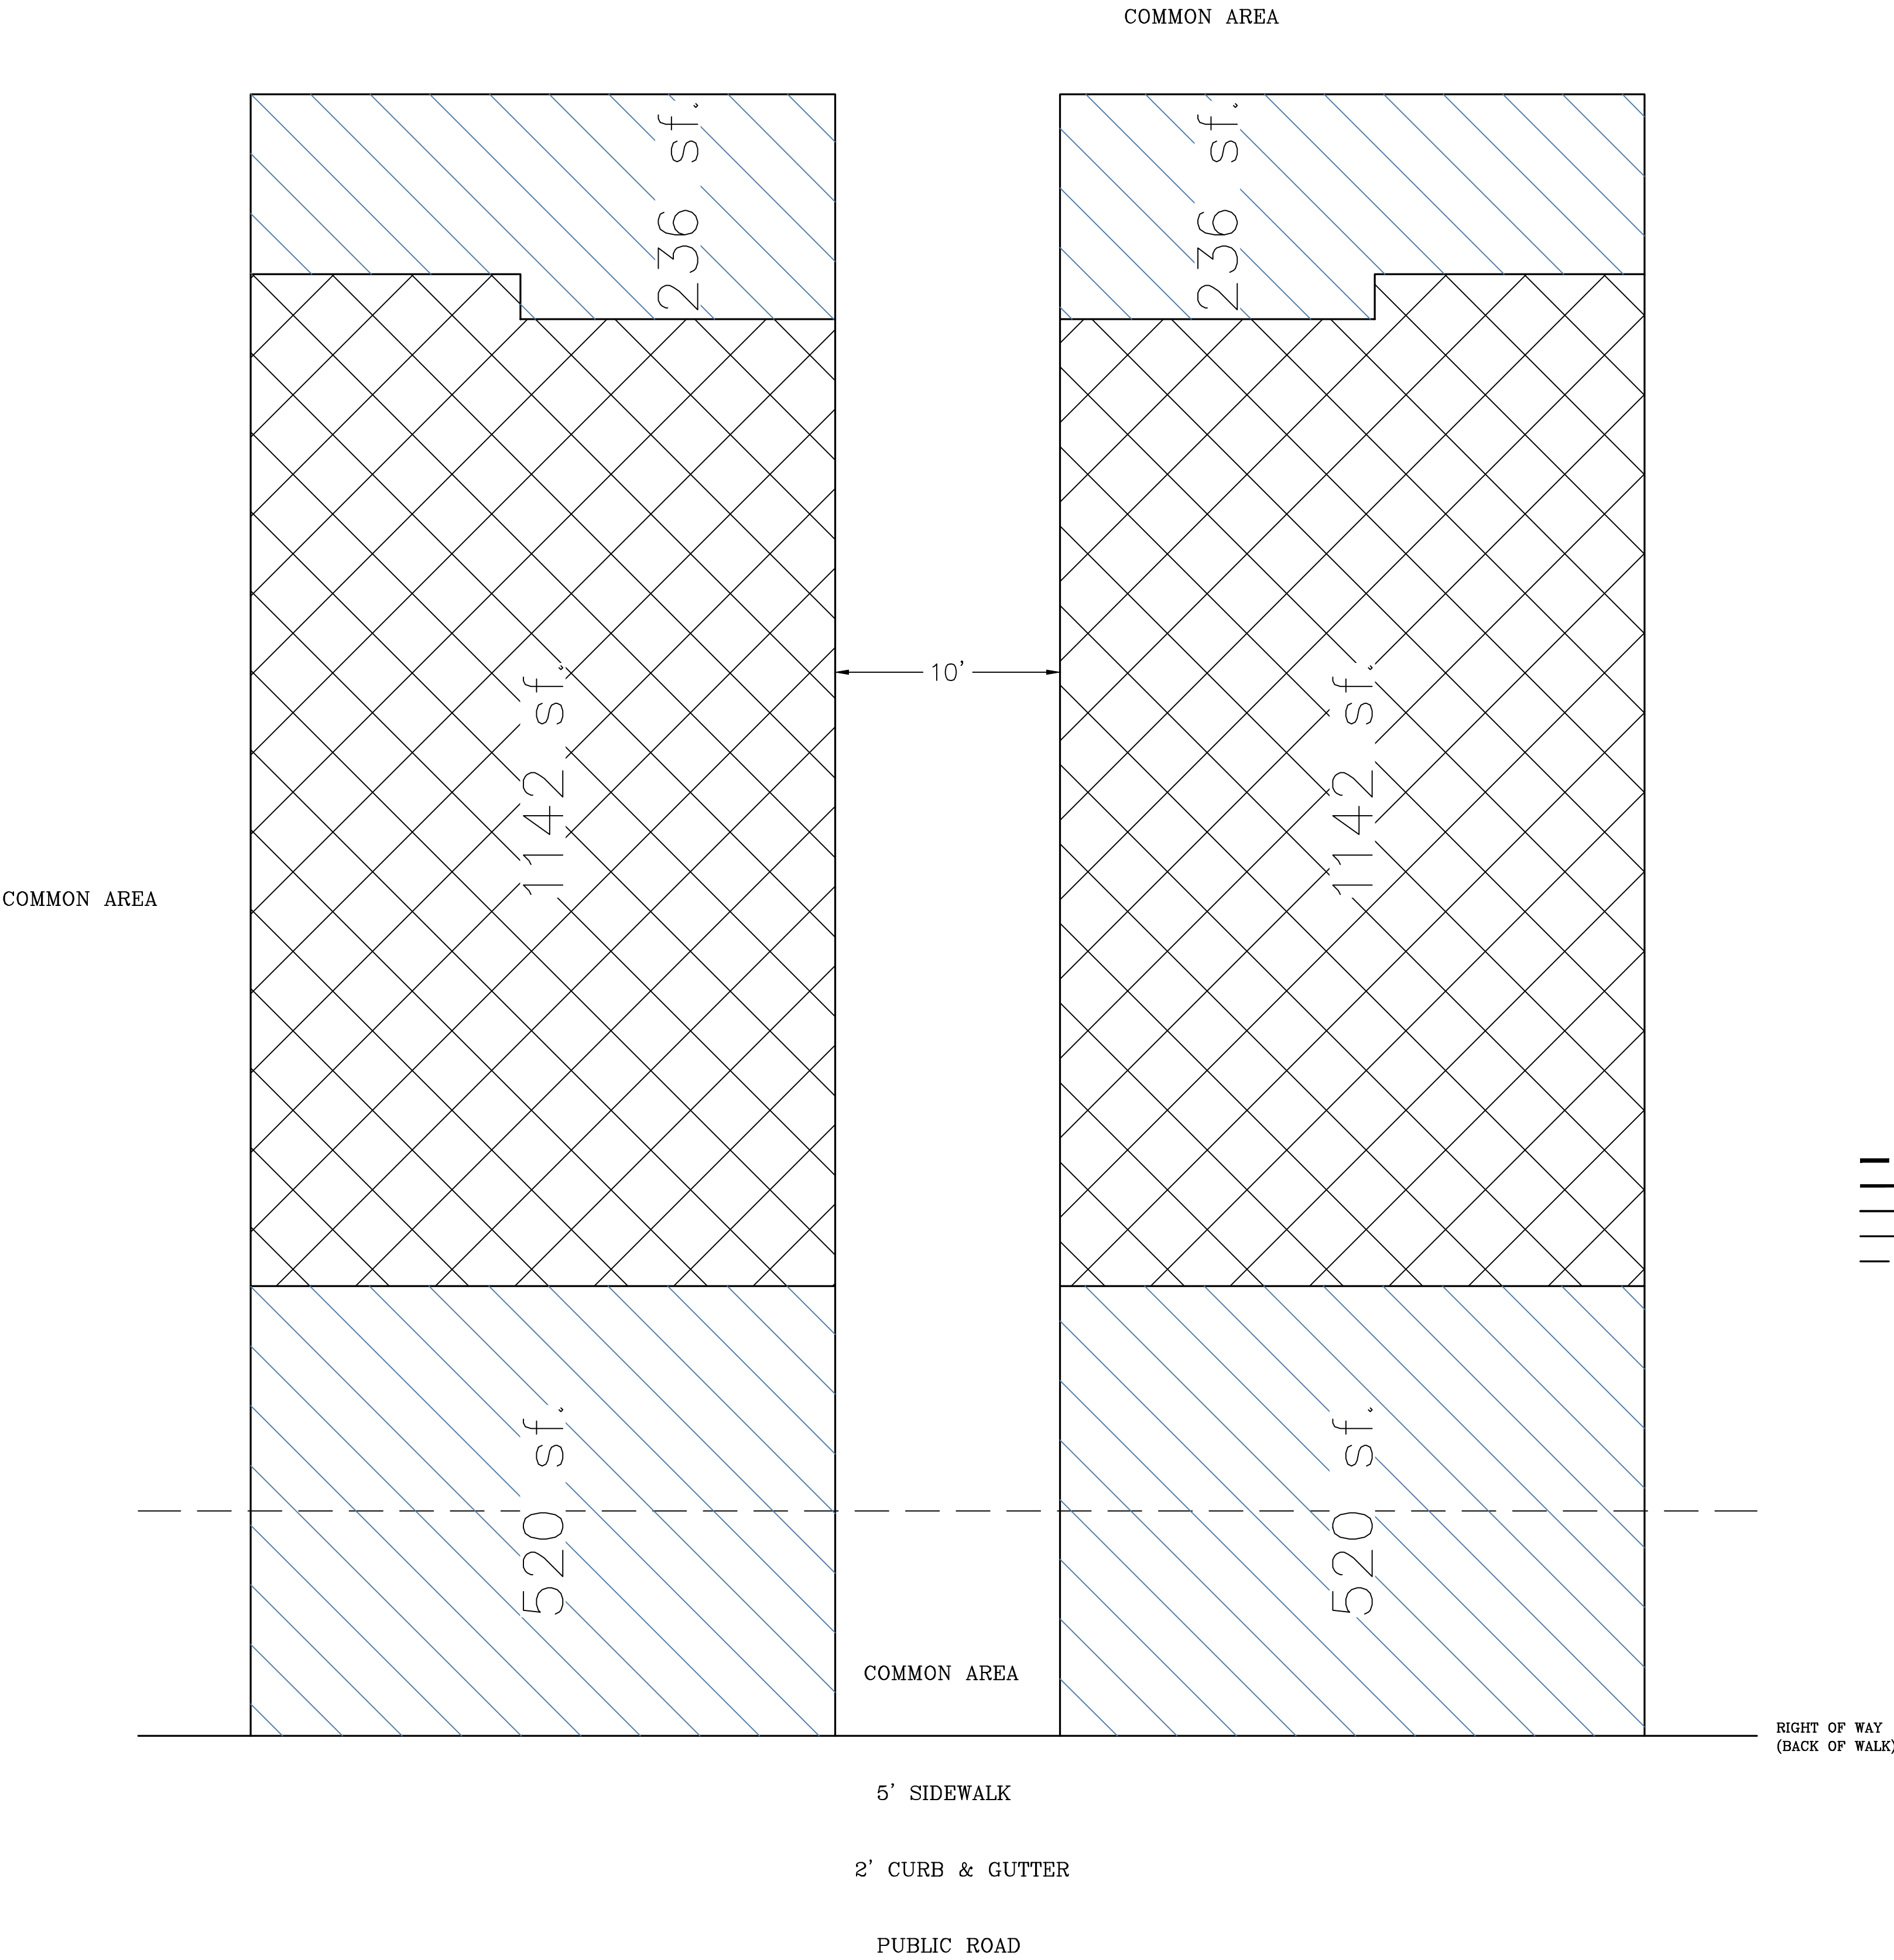 COMMON AREA
236 sf.
236 sf.
10'
1142 sf.
1142 sf.
COMMON AREA
520 sf.
520 sf.
COMMON AREA
RIGHT OF WAY
(BACK OF WALK)
5' SIDEWALK
2' CURB & GUTTER
PUBLIC ROAD